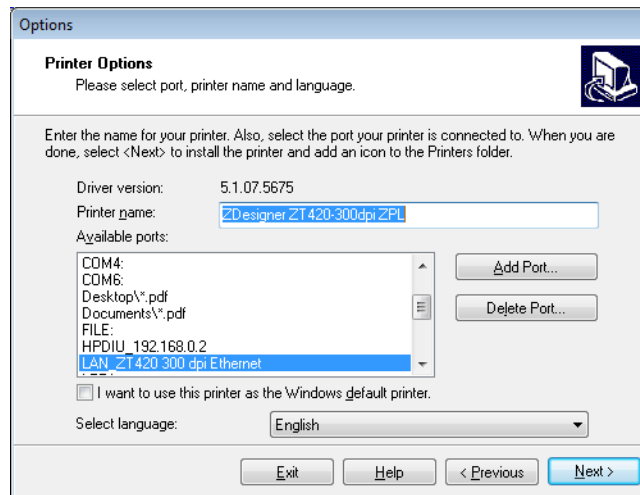 Options
Printer Options
Please select port, printer name and language.
Enter the name for your printer. Also, select the port your printer is connected to. When you are
done, select <Next> to install the printer and add an icon to the Printers folder.
Driver version: 5.1.07.5675
Printer name: ZDesigner ZT420-300dpi ZPL
Available ports:
COM4:
COM6:
Desktop\*.pdf
Documents\*.pdf
FILE:
HPDIU_192.168.0.2
LAN_ZT420 300 dpi Ethernet
Add Port...
Delete Port...
I want to use this printer as the Windows default printer.
Select language: English
Exit Help < Previous Next >